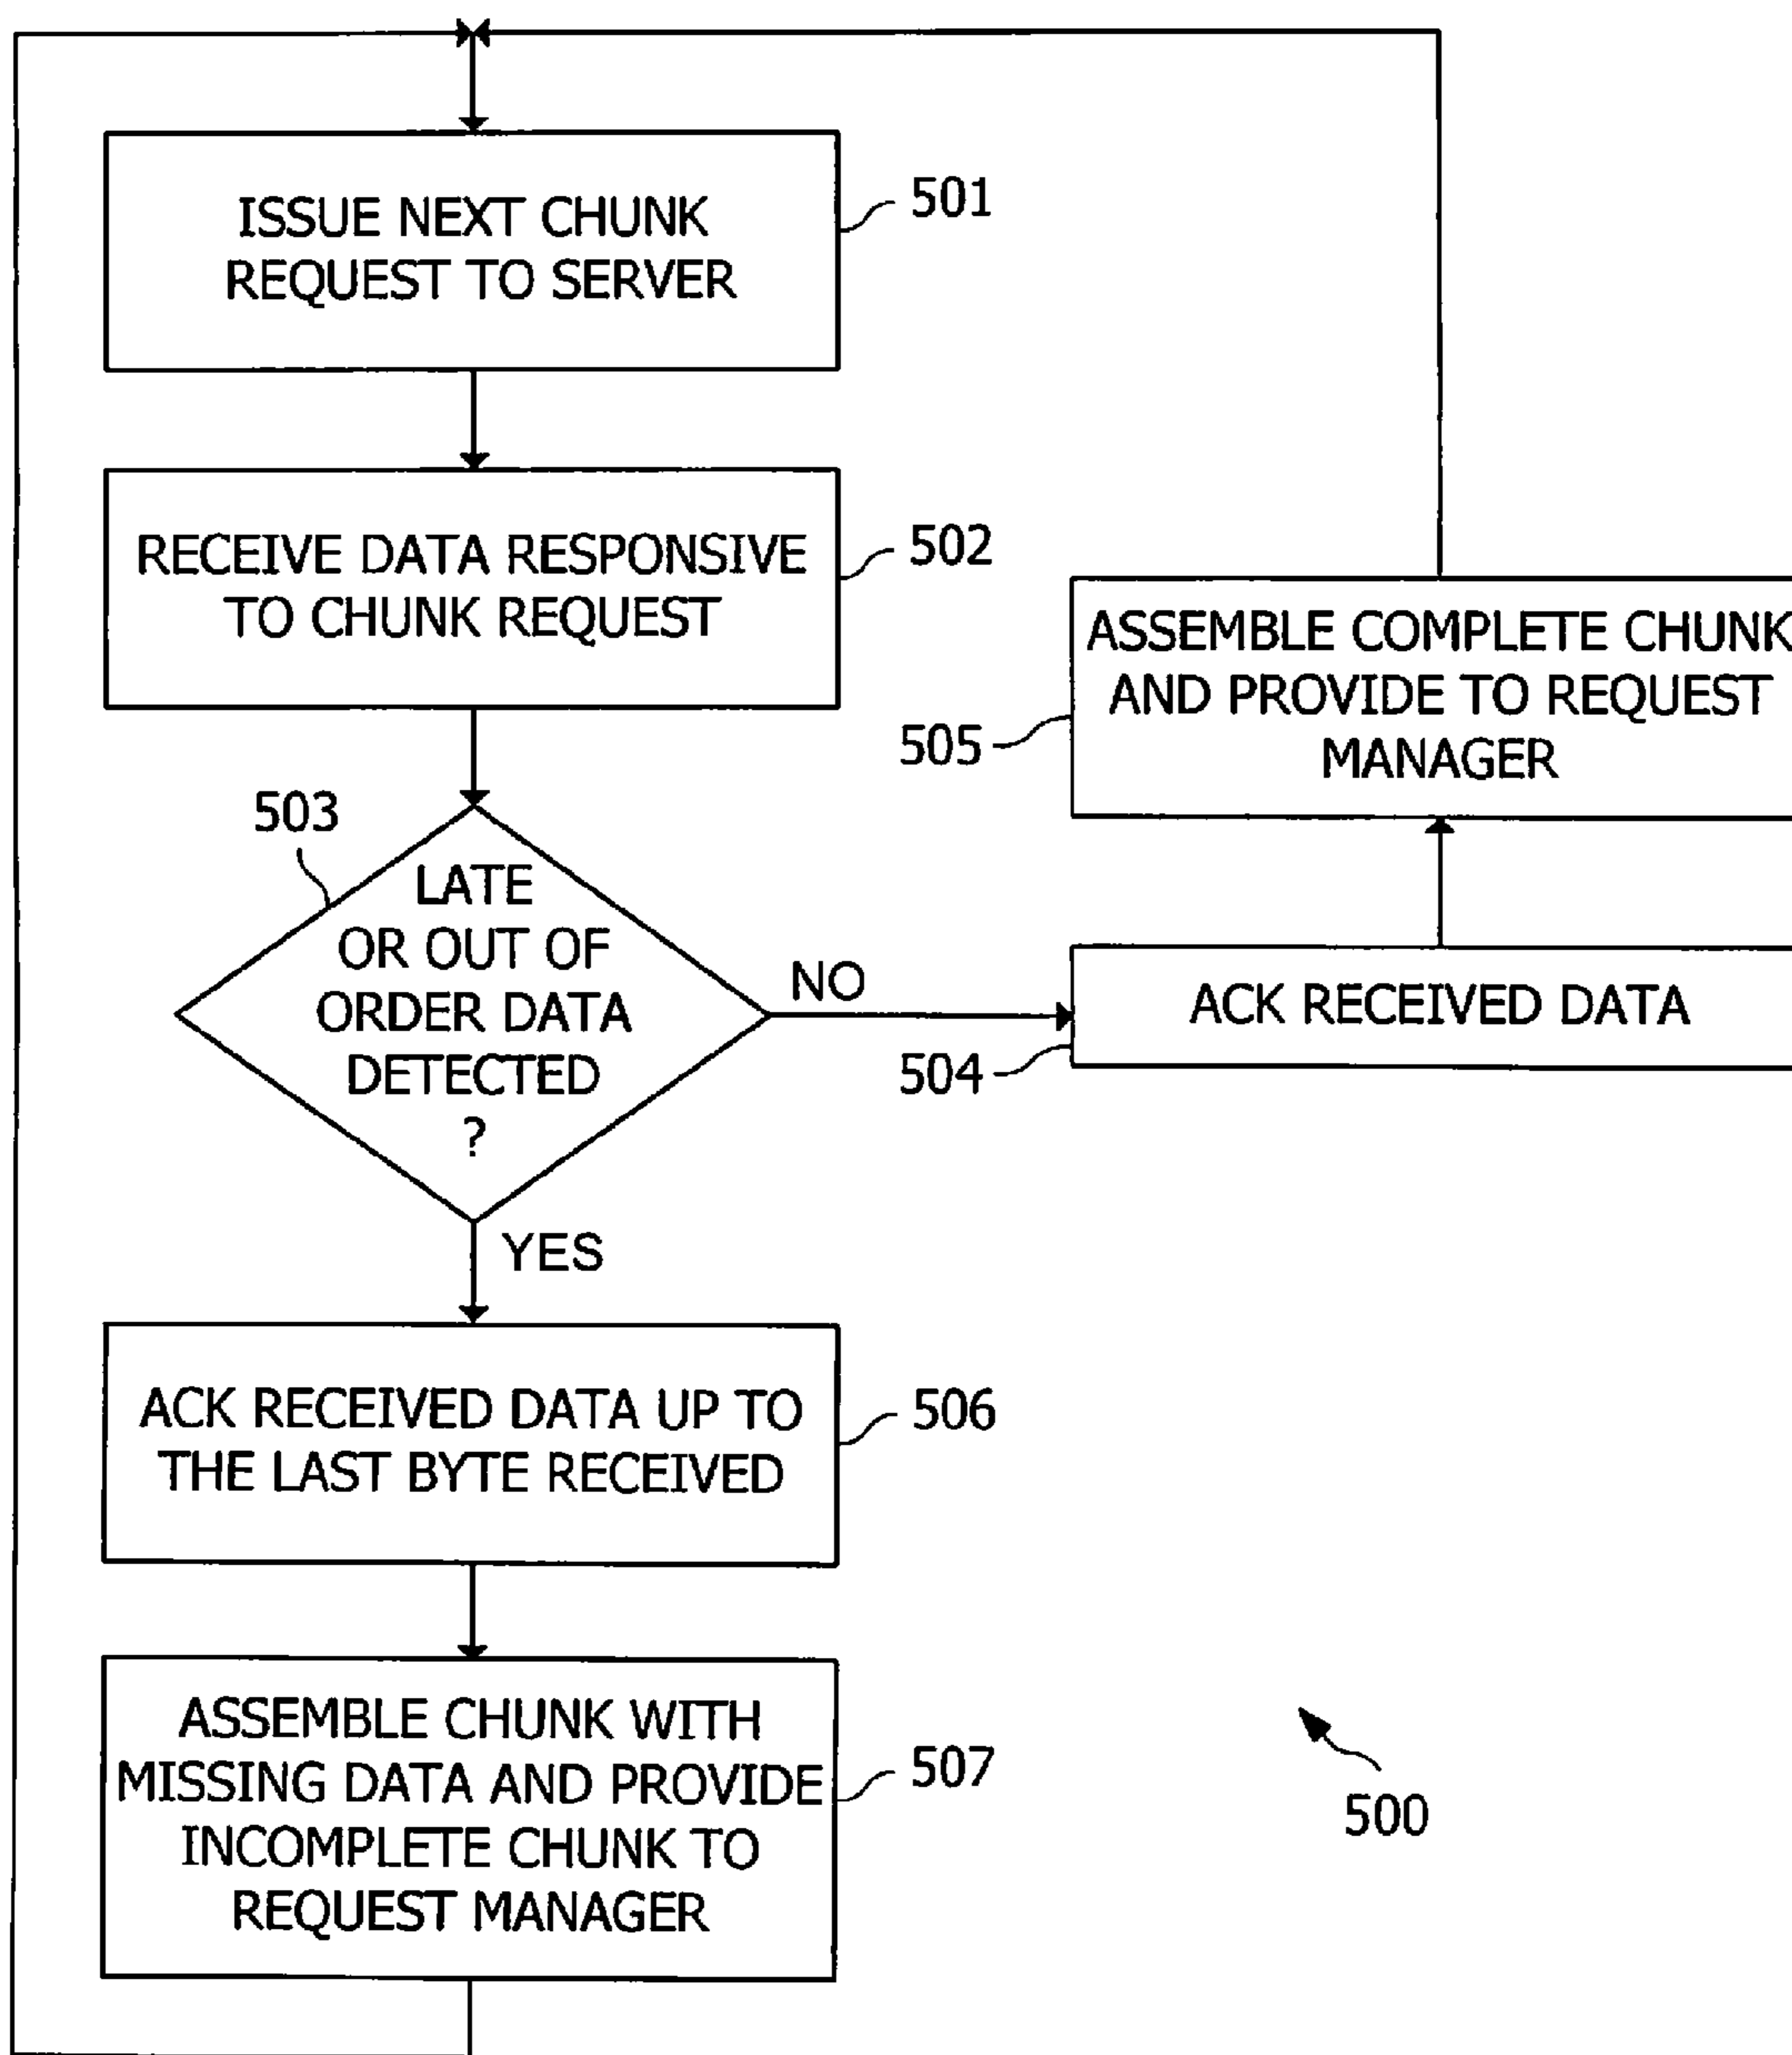 ISSUE NEXT CHUNK
REQUEST TO SERVER
501
RECEIVE DATA RESPONSIVE
TO CHUNK REQUEST
502
503
LATE
OR OUT OF
ORDER DATA
DETECTED
?
NO
YES
ASSEMBLE COMPLETE CHUNK
AND PROVIDE TO REQUEST
MANAGER
505
ACK RECEIVED DATA
504
ACK RECEIVED DATA UP TO
THE LAST BYTE RECEIVED
506
ASSEMBLE CHUNK WITH
MISSING DATA AND PROVIDE
INCOMPLETE CHUNK TO
REQUEST MANAGER
507
500